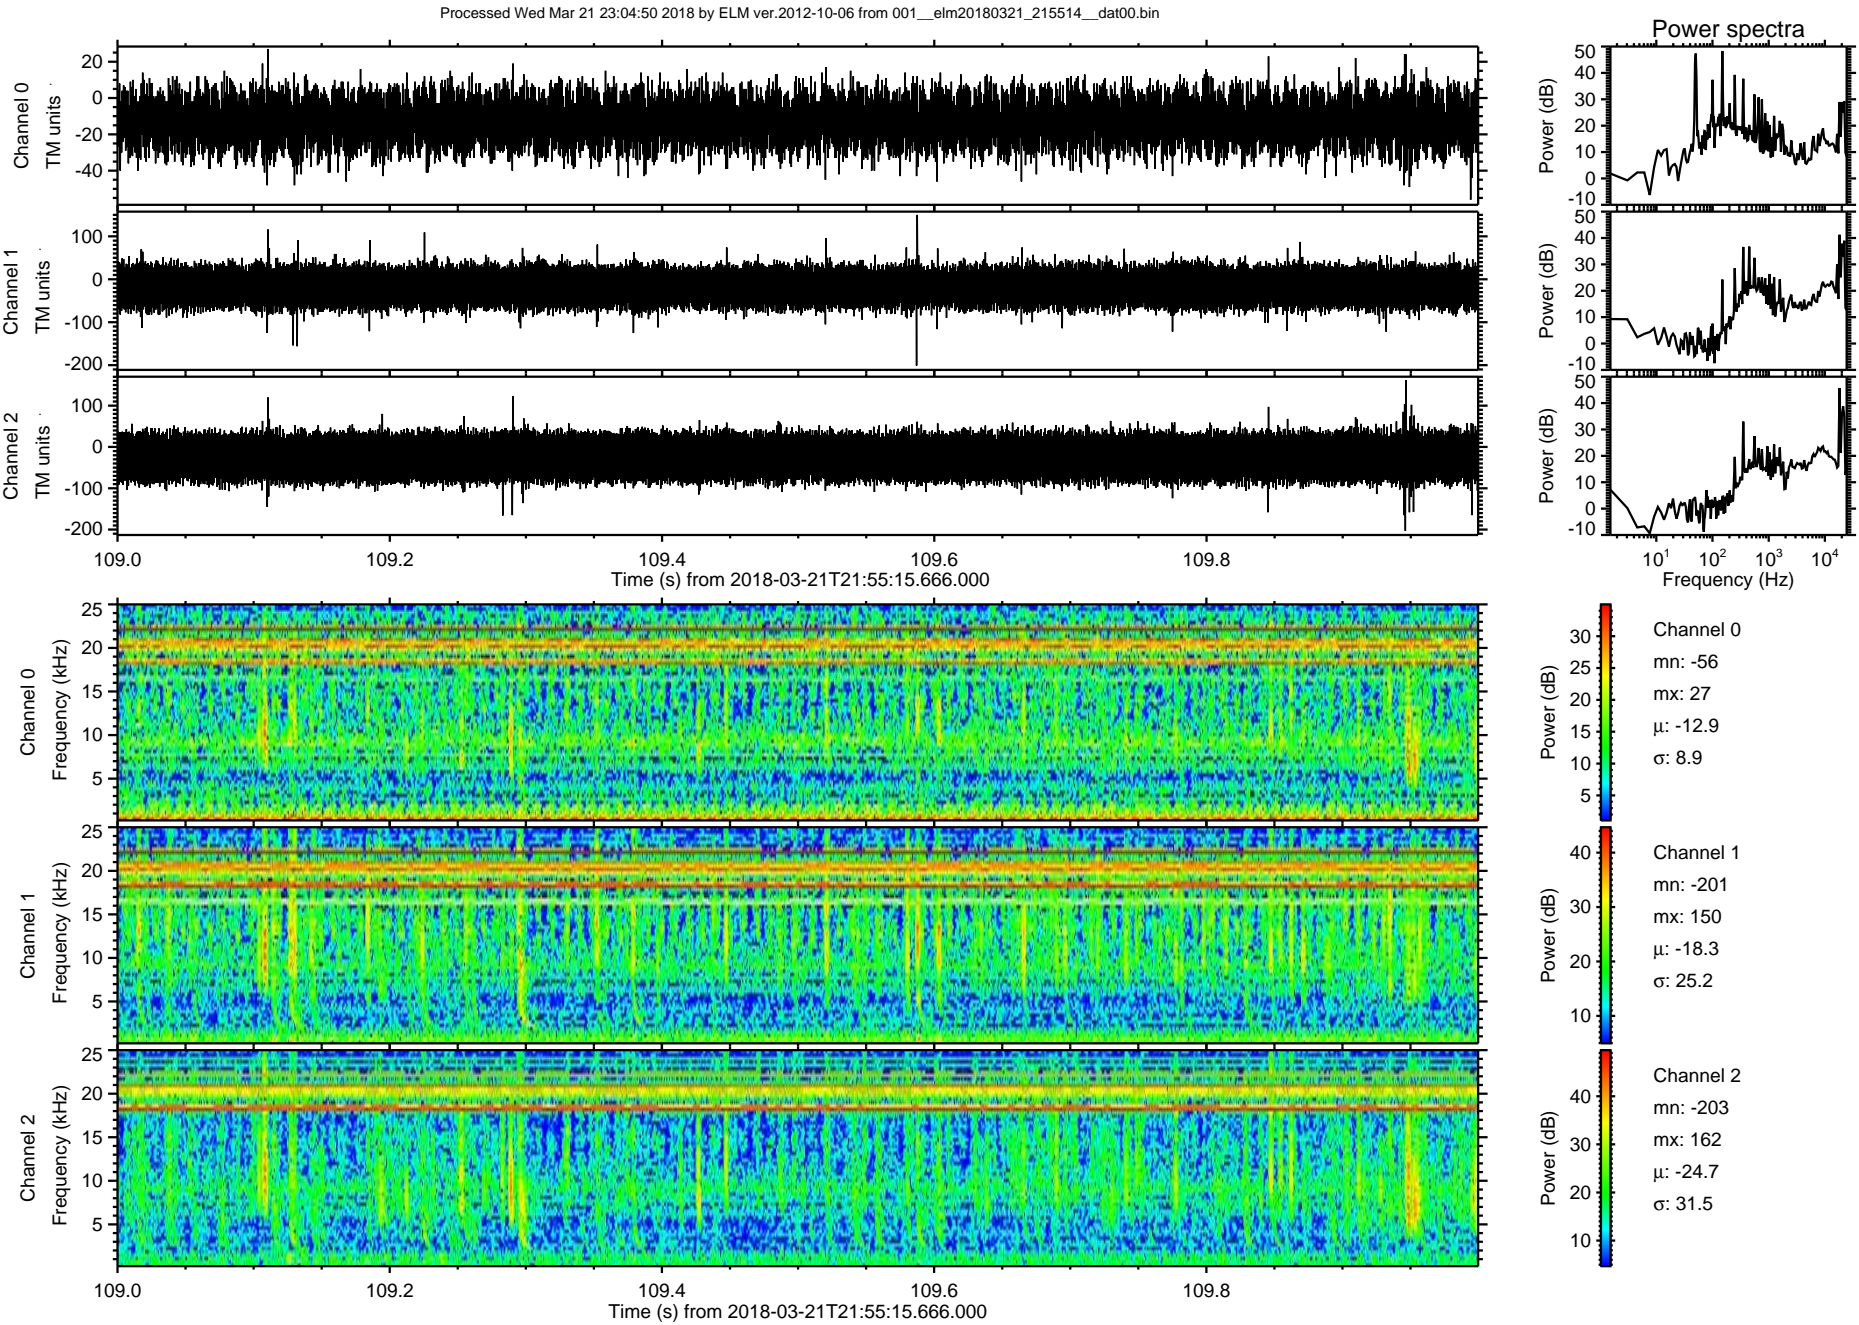 Processed Wed Mar 21 23:04:50 2018 by ELM ver.2012-10-06 from 001__elm20180321_215514__dat00.bin
Power spectra
Channel 0
TM units
20
0
-20
-40
Power (dB)
50
40
30
20
10
0
-10
Channel 1
TM units
100
0
-100
-200
Power (dB)
50
40
30
20
10
0
-10
Channel 2
TM units
100
0
-100
-200
Power (dB)
50
40
30
20
10
0
-10
109.0 109.2 109.4 109.6 109.8
Time (s) from 2018-03-21T21:55:15.666.000
10¹ 10² 10³ 10⁴
Frequency (Hz)
Channel 0
Frequency (kHz)
25
20
15
10
5
Power (dB)
30
25
20
15
10
5
Channel 0
mn: -56
mx: 27
μ: -12.9
σ: 8.9
Channel 1
Frequency (kHz)
25
20
15
10
5
Power (dB)
40
30
20
10
Channel 1
mn: -201
mx: 150
μ: -18.3
σ: 25.2
Channel 2
Frequency (kHz)
25
20
15
10
5
Power (dB)
40
30
20
10
Channel 2
mn: -203
mx: 162
μ: -24.7
σ: 31.5
109.0 109.2 109.4 109.6 109.8
Time (s) from 2018-03-21T21:55:15.666.000